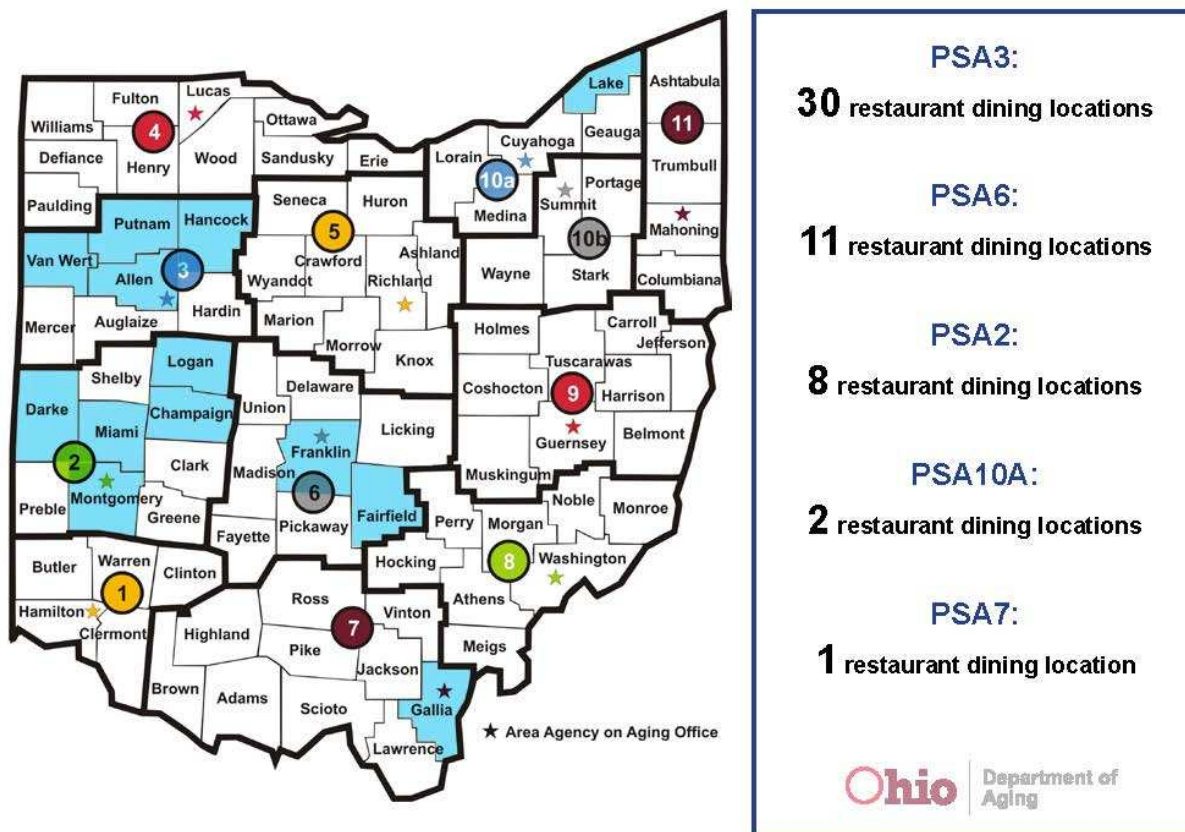 Williams
Fulton
Lucas
Ottawa
Defiance
4
Henry
Wood
Sandusky
Erie
Paulding
Putnam
Hancock
Van Wert
Allen
3
Mercer
Auglaize
Hardin
Seneca
Huron
5
Crawford
Ashland
Wyandot
Richland
Marion
Morrow
Knox
Lake
Ashtabula
Geauga
Cuyahoga
Lorain
10a
Medina
11
Trumbull
Portage
Summit
10b
Mahoning
Wayne
Stark
Columbiana
Holmes
Carroll
Jefferson
Tuscarawas
Coshocton
9
Harrison
Guernsey
Belmont
Muskingum
Shelby
Logan
Darke
Champaign
Miami
2
Clark
Montgomery
Preble
Greene
Delaware
Union
Licking
Franklin
Madison
6
Fairfield
Pickaway
Fayette
Perry
Morgan
Noble
Monroe
Hocking
8
Washington
Athens
Meigs
Butler
Warren
Clinton
1
Hamilton
Clermont
Ross
Vinton
Highland
7
Pike
Jackson
Brown
Adams
Scioto
Gallia
Lawrence
Area Agency on Aging Office
PSA3:
30 restaurant dining locations
PSA6:
11 restaurant dining locations
PSA2:
8 restaurant dining locations
PSA10A:
2 restaurant dining locations
PSA7:
1 restaurant dining location
Ohio
Department of
Aging